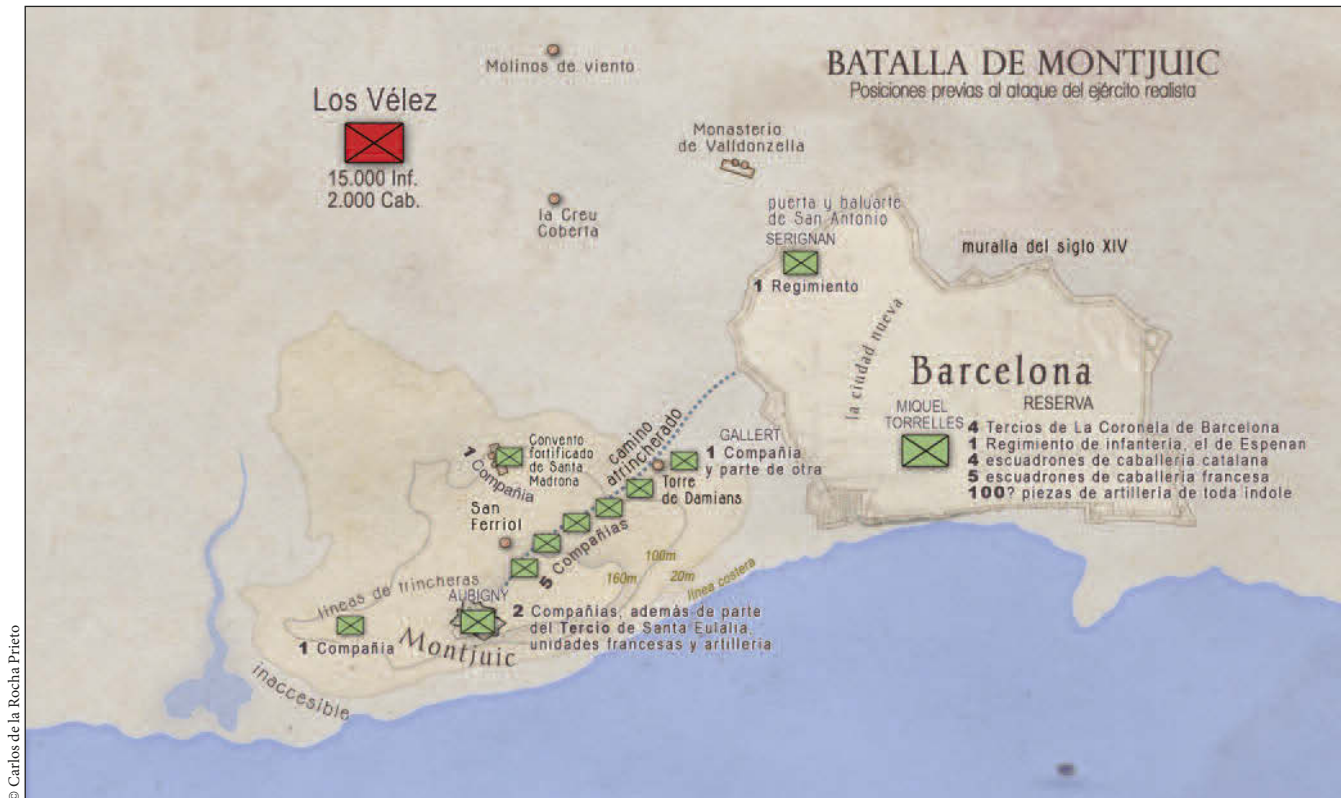 BATALLA DE MONTJUIC
Posiciones previas al ataque del ejército realista
Molinos de viento
Los Vélez
15.000 Inf.
2.000 Cab.
Monasterio
de Valldonzella
la Creu
Coberta
puerta y baluarte
de San Antonio
SERIGNAN
1 Regimiento
muralla del siglo XIV
la ciudad nueva
Barcelona
RESERVA
MIQUEL
TORRELLES
4 Tercios de La Coronela de Barcelona
1 Regimiento de infantería, el de Espenan
4 escuadrones de caballería catalana
5 escuadrones de caballería francesa
100? piezas de artillería de toda índole
camino
atrincherado
GALLERT
1 Compañía
y parte de otra
Torre
de Damians
Convento
fortificado
de Santa
Madrona
1 Compañía
San
Ferriol
5 Compañías
100m
160m
20m
línea costera
líneas de trincheras
AUBIGNY
2 Compañías, además de parte
del Tercio de Santa Eulalia,
unidades francesas y artillería
1 Compañía
Montjuic
inaccesible
© Carlos de la Rocha Prieto